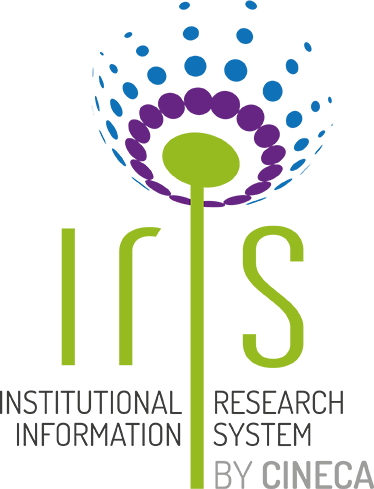 IrIS
INSTITUTIONAL RESEARCH
INFORMATION SYSTEM
BY CINECA